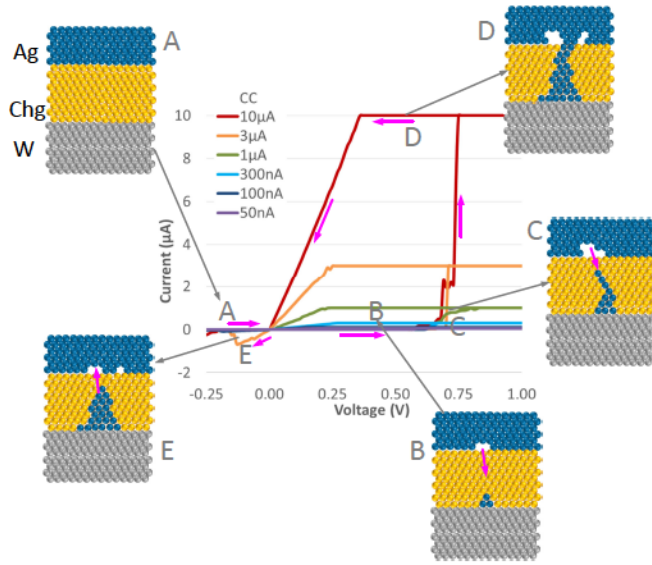 A
Ag
Chg
W
D
CC
10µA
3µA
1µA
300nA
100nA
50nA
10
8
6
4
2
0
-2
Current (µA)
D
C
A
B
C
E
-0.25 0.00 0.25 0.50 0.75 1.00
Voltage (V)
E
B